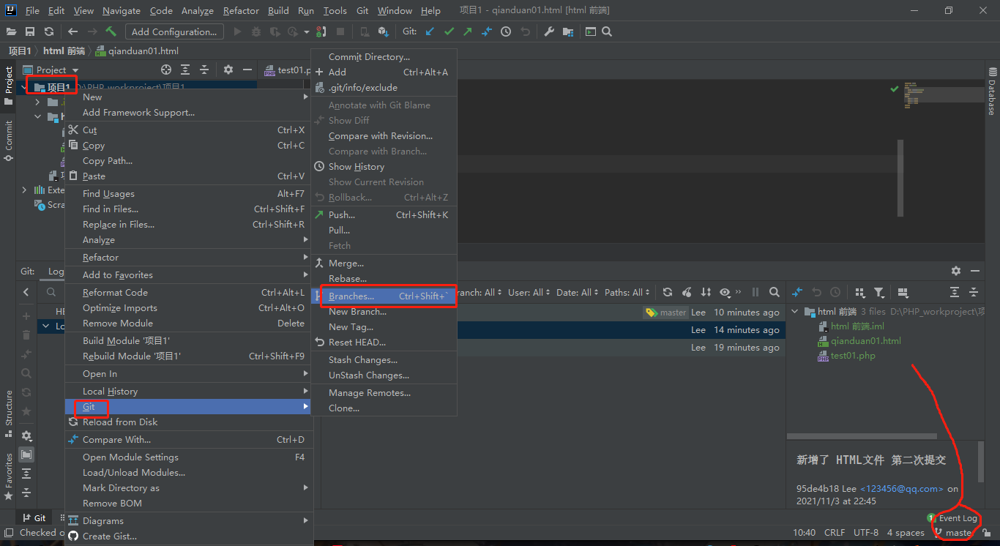 File Edit View Navigate Code Analyze Refactor Build Run Tools Git Window Help 项目1 - qianduan01.html [html 前端]
Add Configuration... Git:
项目1 html 前端 qianduan01.html
Project
Commit
Structure
Favorites
Database
Project
test01.p
项目1 D:\PHP_workproject\项目1
Exte
Scra
New
Add Framework Support...
Cut Ctrl+X
Copy Ctrl+C
Copy Path...
Paste Ctrl+V
Find Usages Alt+F7
Find in Files... Ctrl+Shift+F
Replace in Files... Ctrl+Shift+R
Analyze
Refactor
Add to Favorites
Reformat Code Ctrl+Alt+L
Optimize Imports Ctrl+Alt+O
Remove Module Delete
Build Module '项目1'
Rebuild Module '项目1' Ctrl+Shift+F9
Open In
Local History
Git
Reload from Disk
Compare With... Ctrl+D
Open Module Settings F4
Load/Unload Modules...
Mark Directory as
Remove BOM
Diagrams
Create Gist...
Commit Directory...
Add Ctrl+Alt+A
.git/info/exclude
Annotate with Git Blame
Show Diff
Compare with Revision...
Compare with Branch...
Show History
Show Current Revision
Rollback... Ctrl+Alt+Z
Push... Ctrl+Shift+K
Pull...
Fetch
Merge...
Rebase...
Branches... Ctrl+Shift+`
New Branch...
New Tag...
Reset HEAD...
Stash Changes...
UnStash Changes...
Manage Remotes...
Clone...
Git: Log
HE
Lo
ranch: All User: All Date: All Paths: All
master Lee 10 minutes ago
Lee 14 minutes ago
Lee 19 minutes ago
html 前端 3 files D:\PHP_workproject\项
html 前端.iml
qianduan01.html
test01.php
新增了 HTML文件 第二次提交
95de4b18 Lee <123456@qq.com> on
2021/11/3 at 22:45
Git
1 Event Log
Checked o
10:40 CRLF UTF-8 4 spaces maste